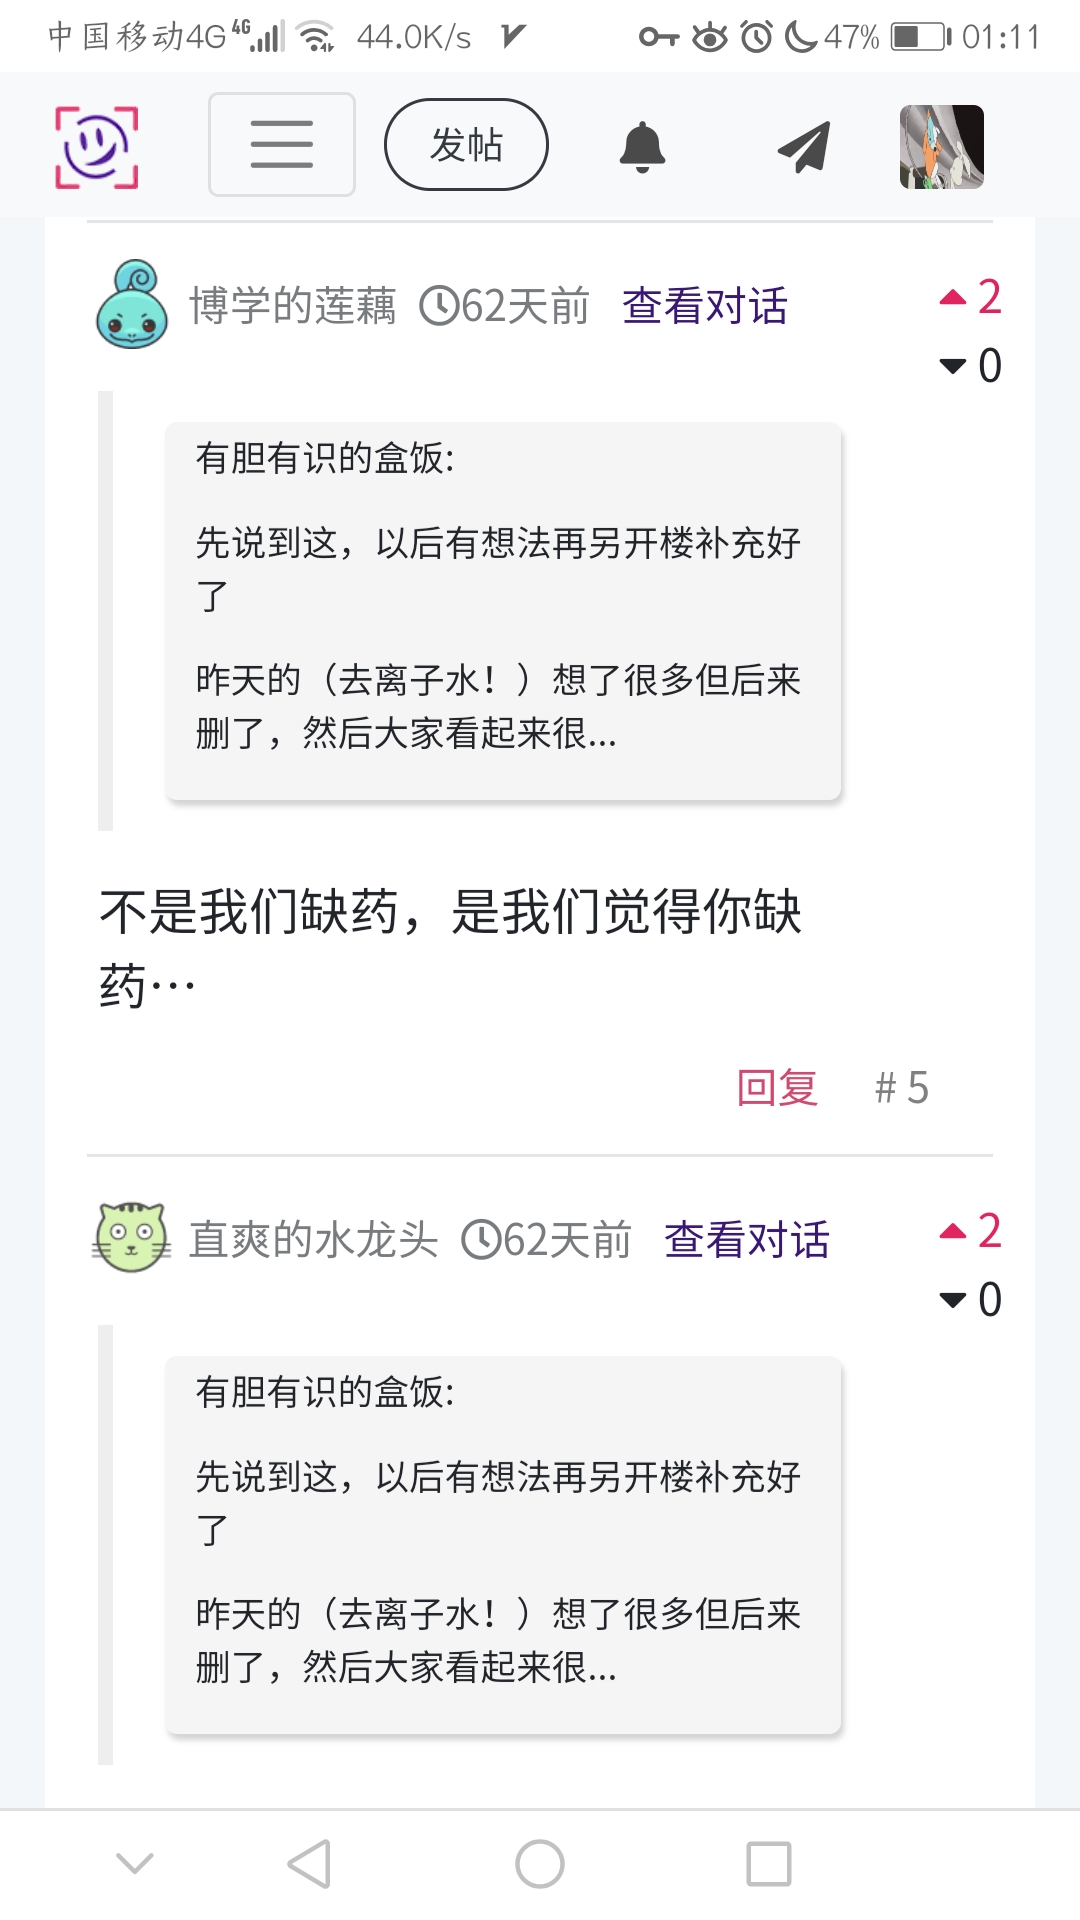 中国移动4G 4G 44.0K/s 47% 01:11
发帖
博学的莲藕 62天前 查看对话 2
0
有胆有识的盒饭:
先说到这，以后有想法再另开楼补充好
了
昨天的（去离子水！）想了很多但后来
删了，然后大家看起来很...
不是我们缺药，是我们觉得你缺
药…
回复 # 5
直爽的水龙头 62天前 查看对话 2
0
有胆有识的盒饭:
先说到这，以后有想法再另开楼补充好
了
昨天的（去离子水！）想了很多但后来
删了，然后大家看起来很...